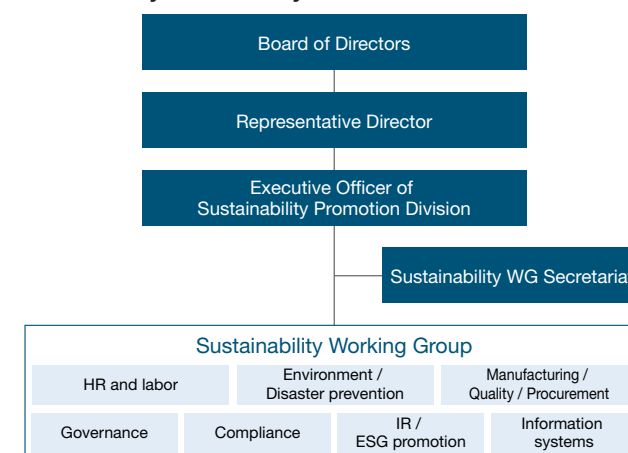 Board of Directors
Representative Director
Executive Officer of
Sustainability Promotion Division
Sustainability WG Secretaria
Sustainability Working Group
HR and labor
Environment /
Disaster prevention
Manufacturing /
Quality / Procurement
Governance
Compliance
IR /
ESG promotion
Information
systems